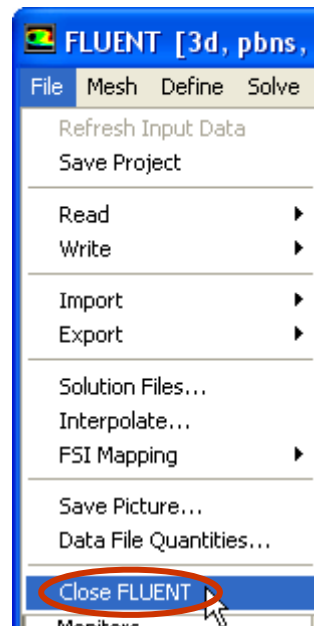 FLUENT [3d, pbns,
File Mesh Define Solve
Refresh Input Data
Save Project
Read
Write
Import
Export
Solution Files...
Interpolate...
FSI Mapping
Save Picture...
Data File Quantities...
Close FLUENT
Monitors